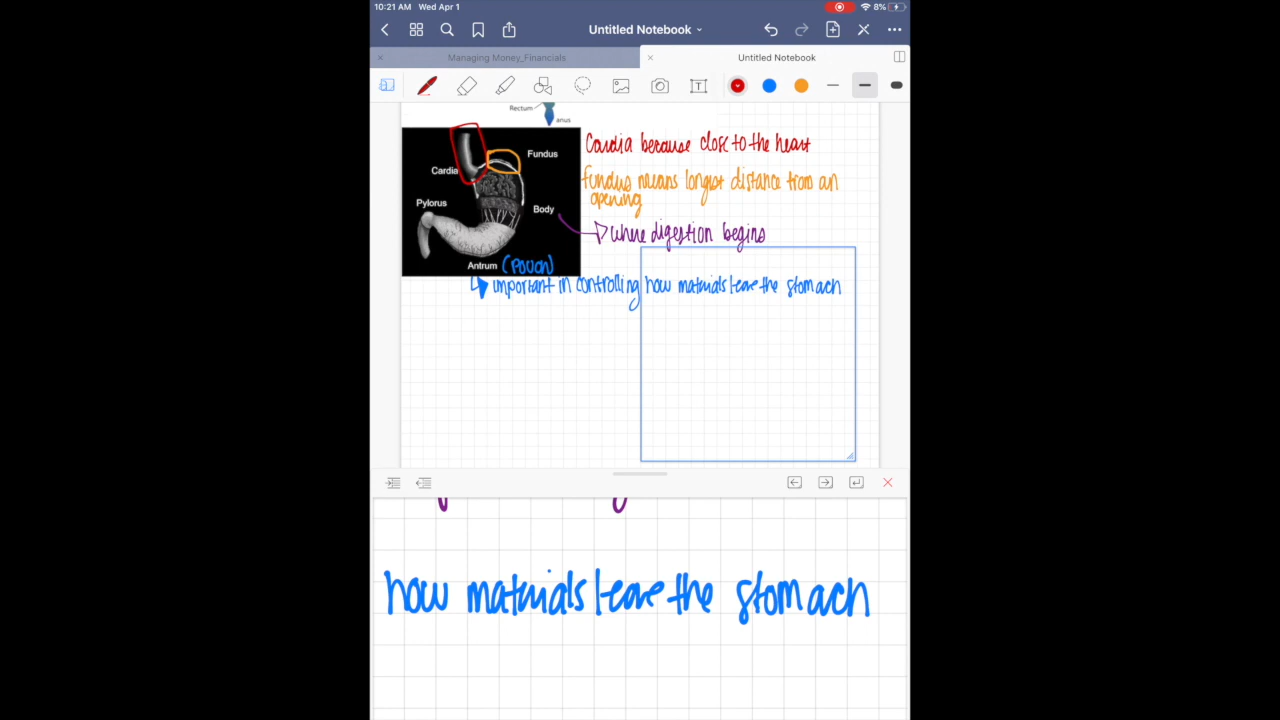 10:21 AM Wed Apr 1
8%
Untitled Notebook
Managing Money_Financials
Untitled Notebook
T
Rectum
anus
Fundus
Cardia
Pylorus
Body
Antrum (Pouch)
Cardia because close to the heart
fundus means longest distance from an
opening
where digestion begins
important in controlling how materials leave the stomach
how materials leave the stomach